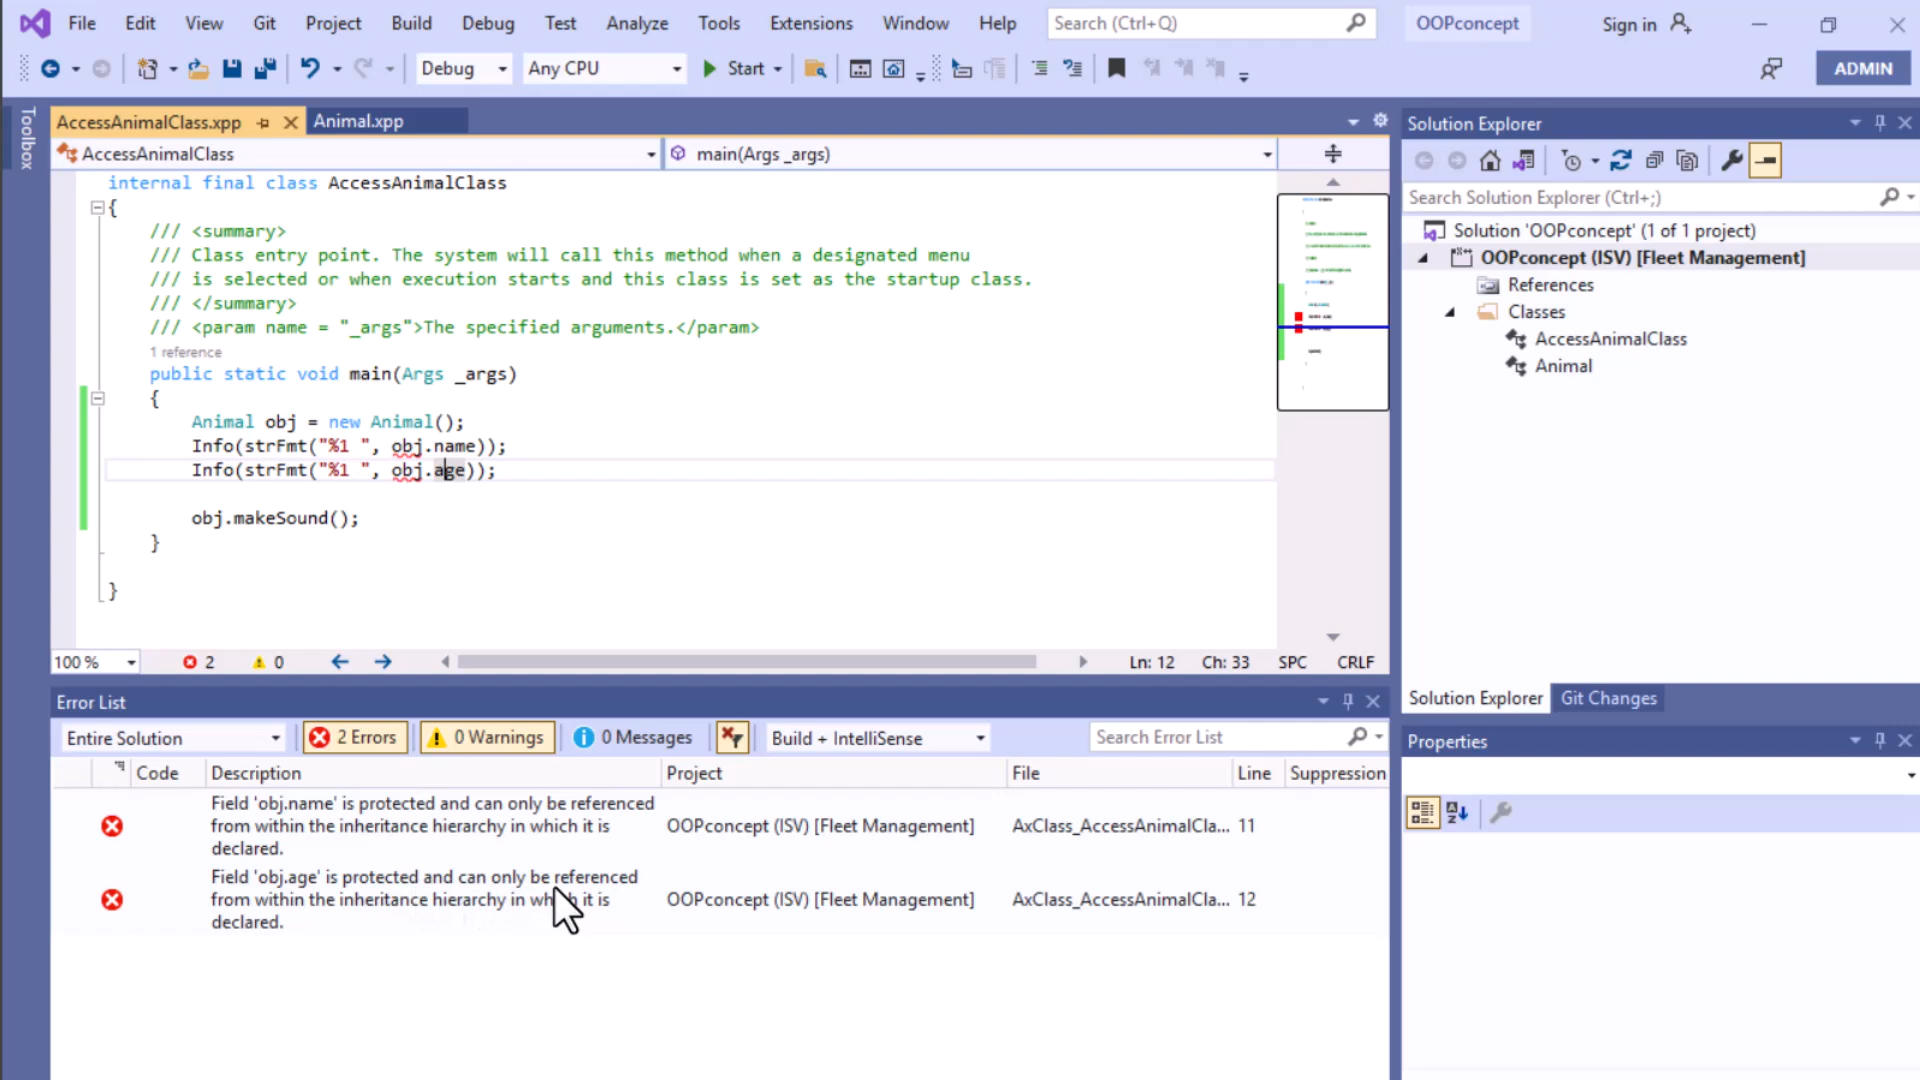 File Edit View Git Project Build Debug Test Analyze Tools Extensions Window Help Search (Ctrl+Q) OOPconcept Sign in
Debug Any CPU Start ADMIN
Toolbox
AccessAnimalClass.xpp Animal.xpp
AccessAnimalClass main(Args _args)
internal final class AccessAnimalClass
{
/// <summary>
/// Class entry point. The system will call this method when a designated menu
/// is selected or when execution starts and this class is set as the startup class.
/// </summary>
/// <param name = "_args">The specified arguments.</param>
1 reference
public static void main(Args _args)
{
Animal obj = new Animal();
Info(strFmt("%1 ", obj.name));
Info(strFmt("%1 ", obj.age));
obj.makeSound();
}
}
100 % 2 0 Ln: 12 Ch: 33 SPC CRLF
Solution Explorer
Search Solution Explorer (Ctrl+;)
Solution 'OOPconcept' (1 of 1 project)
OOPconcept (ISV) [Fleet Management]
References
Classes
AccessAnimalClass
Animal
Solution Explorer Git Changes
Properties
Error List
Entire Solution 2 Errors 0 Warnings 0 Messages Build + IntelliSense Search Error List
Code Description Project File Line Suppression
Field 'obj.name' is protected and can only be referenced
from within the inheritance hierarchy in which it is
declared.
OOPconcept (ISV) [Fleet Management] AxClass_AccessAnimalCla... 11
Field 'obj.age' is protected and can only be referenced
from within the inheritance hierarchy in which it is
declared.
OOPconcept (ISV) [Fleet Management] AxClass_AccessAnimalCla... 12